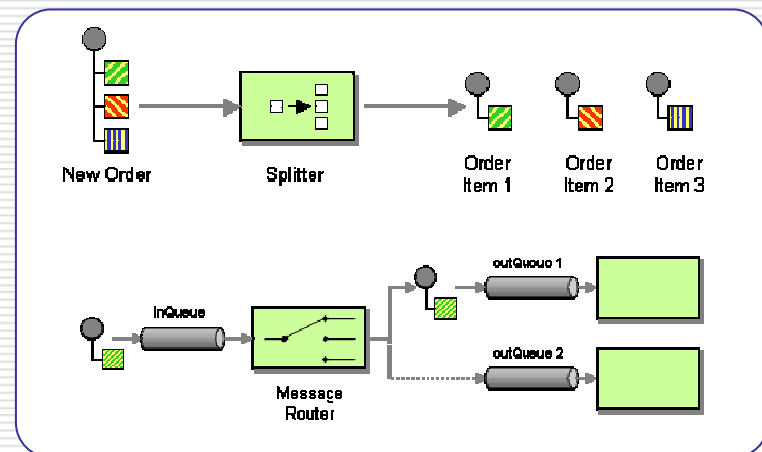 New Order
Splitter
Order
Item 1
Order
Item 2
Order
Item 3
inQueue
outQueue 1
outQueue 2
Message
Router